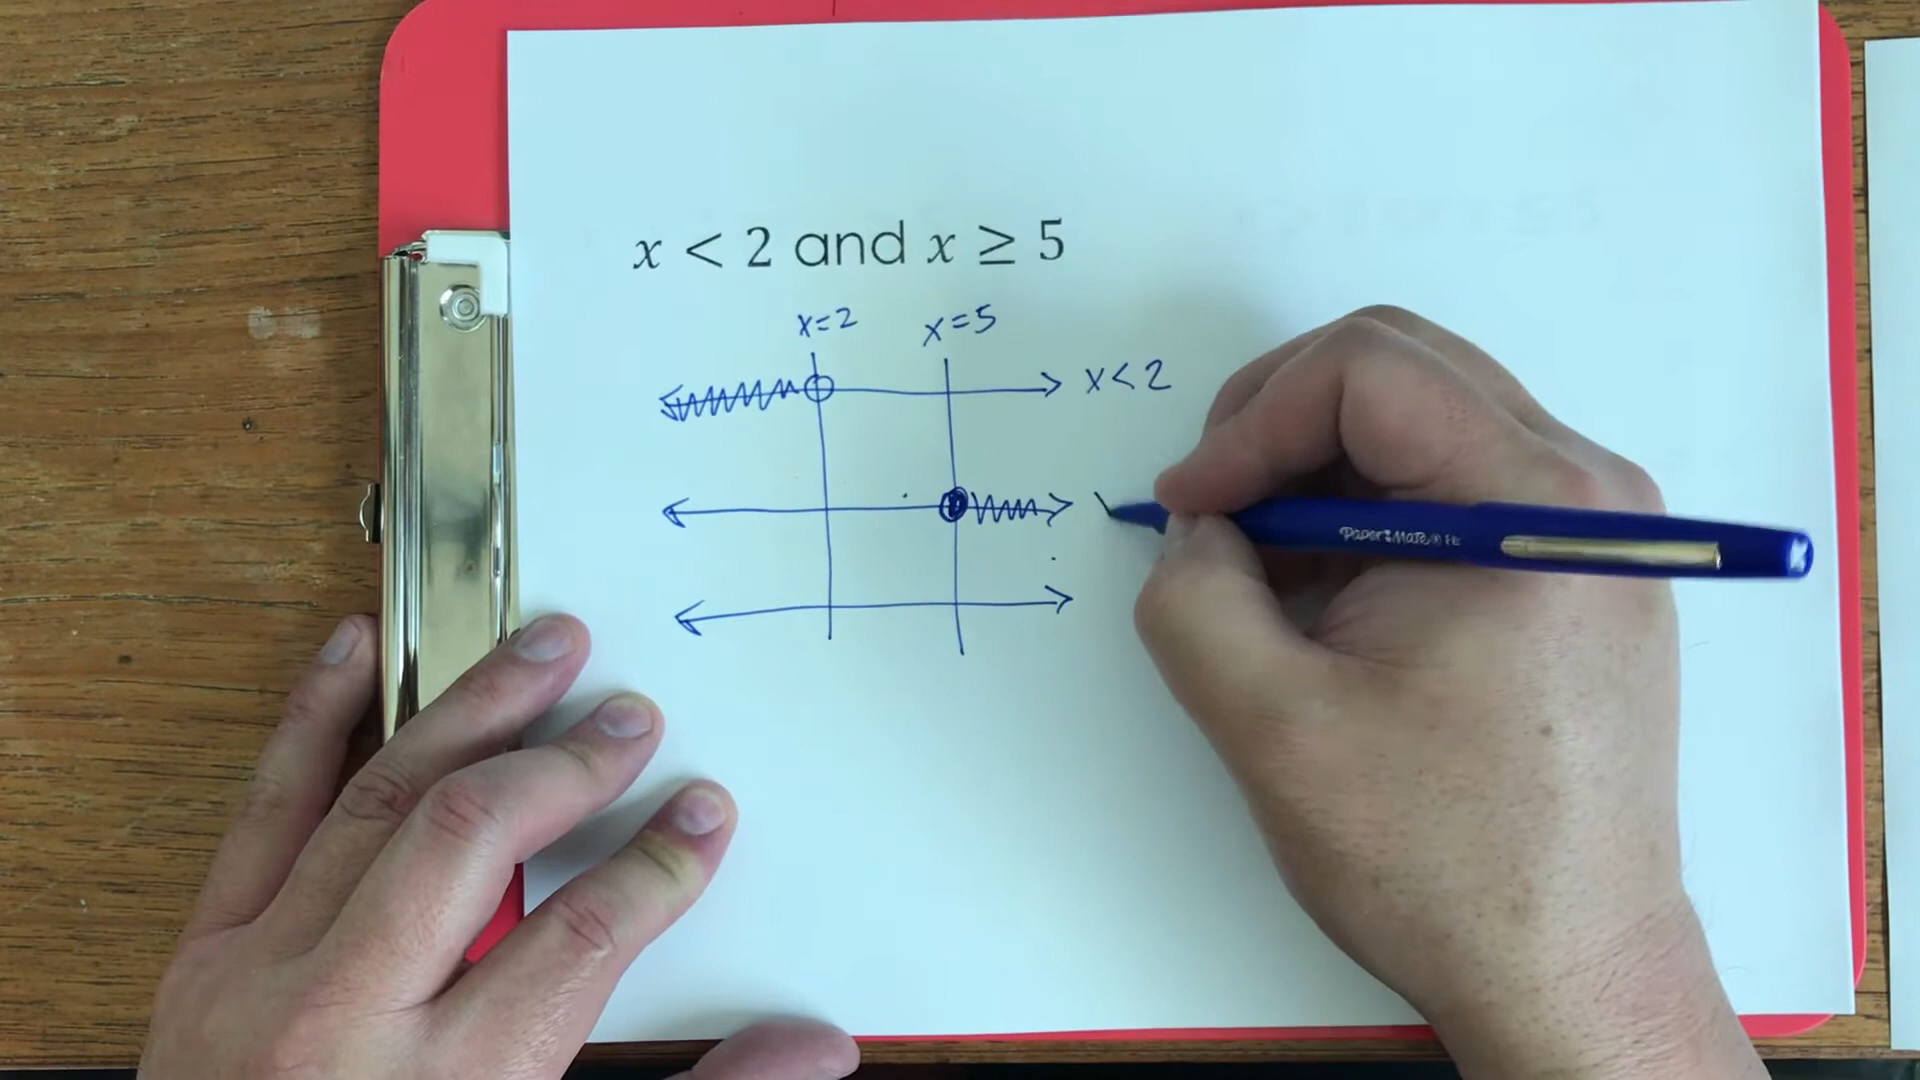 x < 2 and x ≥ 5
x=2 x=5
x<2
Paper Mate